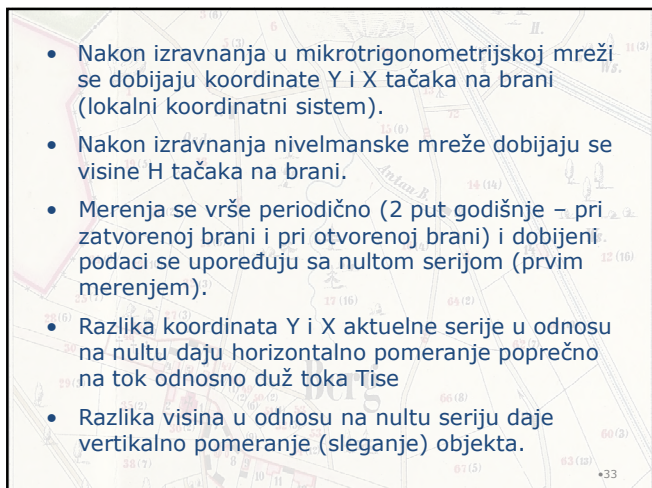 • Nakon izravnanja u mikrotrigonometrijskoj mreži
se dobijaju koordinate Y i X tačaka na brani
(lokalni koordinatni sistem).
• Nakon izravnanja nivelmanske mreže dobijaju se
visine H tačaka na brani.
• Merenja se vrše periodično (2 put godišnje – pri
zatvorenoj brani i pri otvorenoj brani) i dobijeni
podaci se upoređuju sa nultom serijom (prvim
merenjem).
• Razlika koordinata Y i X aktuelne serije u odnosu
na nultu daju horizontalno pomeranje poprečno
na tok odnosno duž toka Tise
• Razlika visina u odnosu na nultu seriju daje
vertikalno pomeranje (sleganje) objekta.
Berg
•33